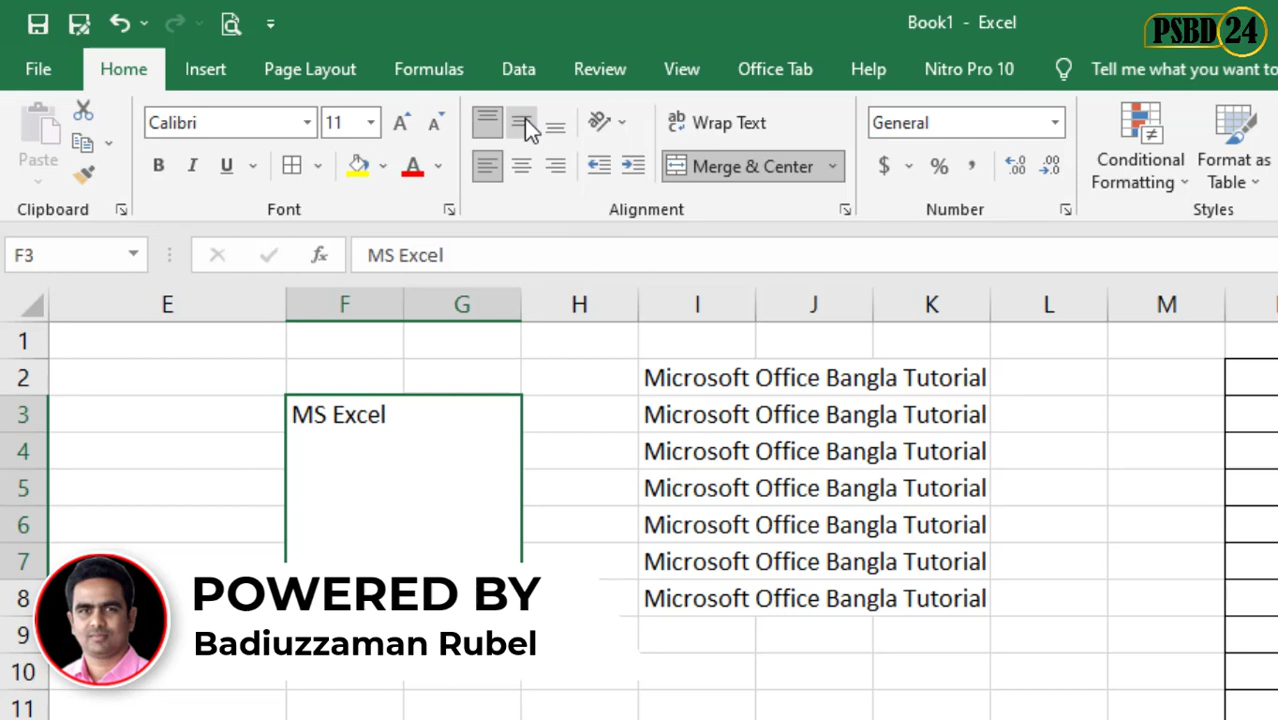 Book1 - Excel
PSBD 24
File Home Insert Page Layout Formulas Data Review View Office Tab Help Nitro Pro 10 Tell me what you want to
Calibri 11 ab Wrap Text General
Paste B I U A Merge & Center $ % , Conditional Formatting Format as Table
Clipboard Font Alignment Number Styles
F3 fx MS Excel
E F G H I J K L M
1
2 Microsoft Office Bangla Tutorial
3 MS Excel Microsoft Office Bangla Tutorial
4 Microsoft Office Bangla Tutorial
5 Microsoft Office Bangla Tutorial
6 Microsoft Office Bangla Tutorial
7 Microsoft Office Bangla Tutorial
8 Microsoft Office Bangla Tutorial
9
10
11
POWERED BY
Badiuzzaman Rubel